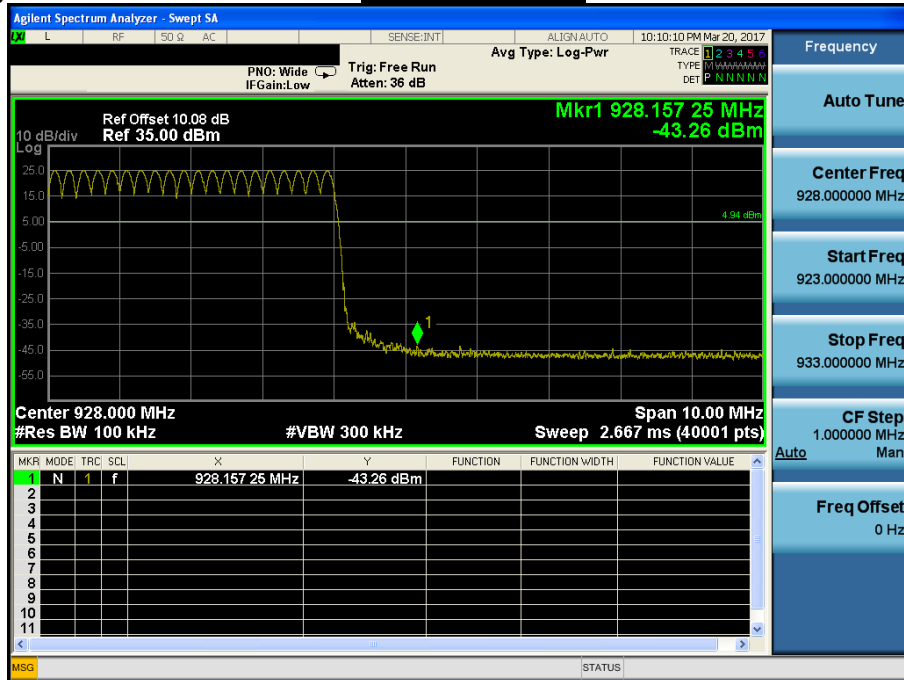 Agilent Spectrum Analyzer - Swept SA
LXI L RF 50 Ω AC SENSE:INT ALIGN AUTO 10:10:10 PM Mar 20, 2017
Avg Type: Log-Pwr
TRACE 1 2 3 4 5 6
TYPE M WWWWW
DET P N N N N N
PNO: Wide
IFGain:Low
Trig: Free Run
Atten: 36 dB
Mkr1 928.157 25 MHz
-43.26 dBm
Ref Offset 10.08 dB
10 dB/div Ref 35.00 dBm
Log
25.0
15.0
5.00
4.94 dBm
-5.00
-15.0
-25.0
-35.0
1
-45.0
-55.0
Center 928.000 MHz Span 10.00 MHz
#Res BW 100 kHz #VBW 300 kHz Sweep 2.667 ms (40001 pts)
MKR MODE TRC SCL X Y FUNCTION FUNCTION WIDTH FUNCTION VALUE
1 N 1 f 928.157 25 MHz -43.26 dBm
2
3
4
5
6
7
8
9
10
11
MSG STATUS
Frequency
Auto Tune
Center Freq
928.000000 MHz
Start Freq
923.000000 MHz
Stop Freq
933.000000 MHz
CF Step
1.000000 MHz
Auto Man
Freq Offset
0 Hz